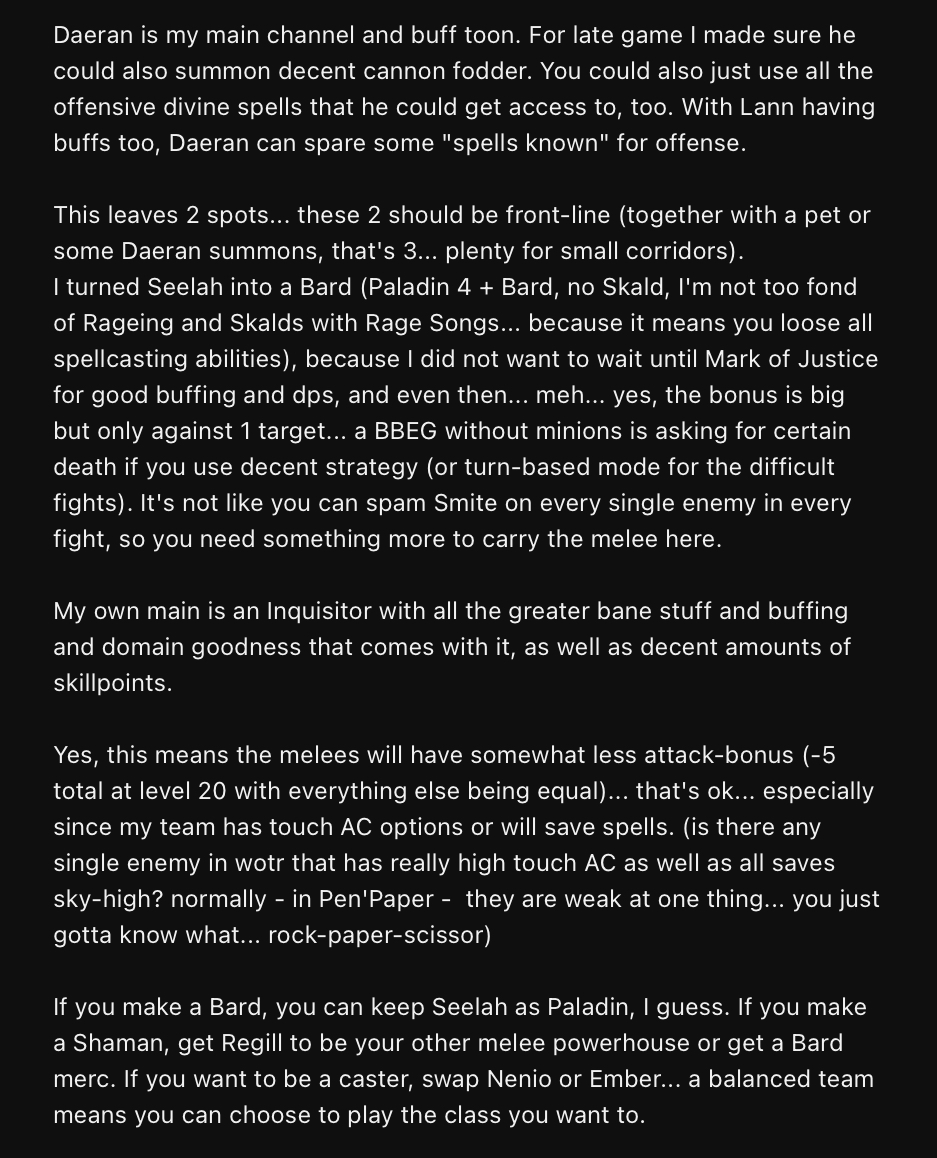 Daeran is my main channel and buff toon. For late game I made sure he
could also summon decent cannon fodder. You could also just use all the
offensive divine spells that he could get access to, too. With Lann having
buffs too, Daeran can spare some "spells known" for offense.
This leaves 2 spots... these 2 should be front-line (together with a pet or
some Daeran summons, that's 3... plenty for small corridors).
I turned Seelah into a Bard (Paladin 4 + Bard, no Skald, I'm not too fond
of Rageing and Skalds with Rage Songs... because it means you loose all
spellcasting abilities), because I did not want to wait until Mark of Justice
for good buffing and dps, and even then... meh... yes, the bonus is big
but only against 1 target... a BBEG without minions is asking for certain
death if you use decent strategy (or turn-based mode for the difficult
fights). It's not like you can spam Smite on every single enemy in every
fight, so you need something more to carry the melee here.
My own main is an Inquisitor with all the greater bane stuff and buffing
and domain goodness that comes with it, as well as decent amounts of
skillpoints.
Yes, this means the melees will have somewhat less attack-bonus (-5
total at level 20 with everything else being equal)... that's ok... especially
since my team has touch AC options or will save spells. (is there any
single enemy in wotr that has really high touch AC as well as all saves
sky-high? normally - in Pen'Paper -  they are weak at one thing... you just
gotta know what... rock-paper-scissor)
If you make a Bard, you can keep Seelah as Paladin, I guess. If you make
a Shaman, get Regill to be your other melee powerhouse or get a Bard
merc. If you want to be a caster, swap Nenio or Ember... a balanced team
means you can choose to play the class you want to.